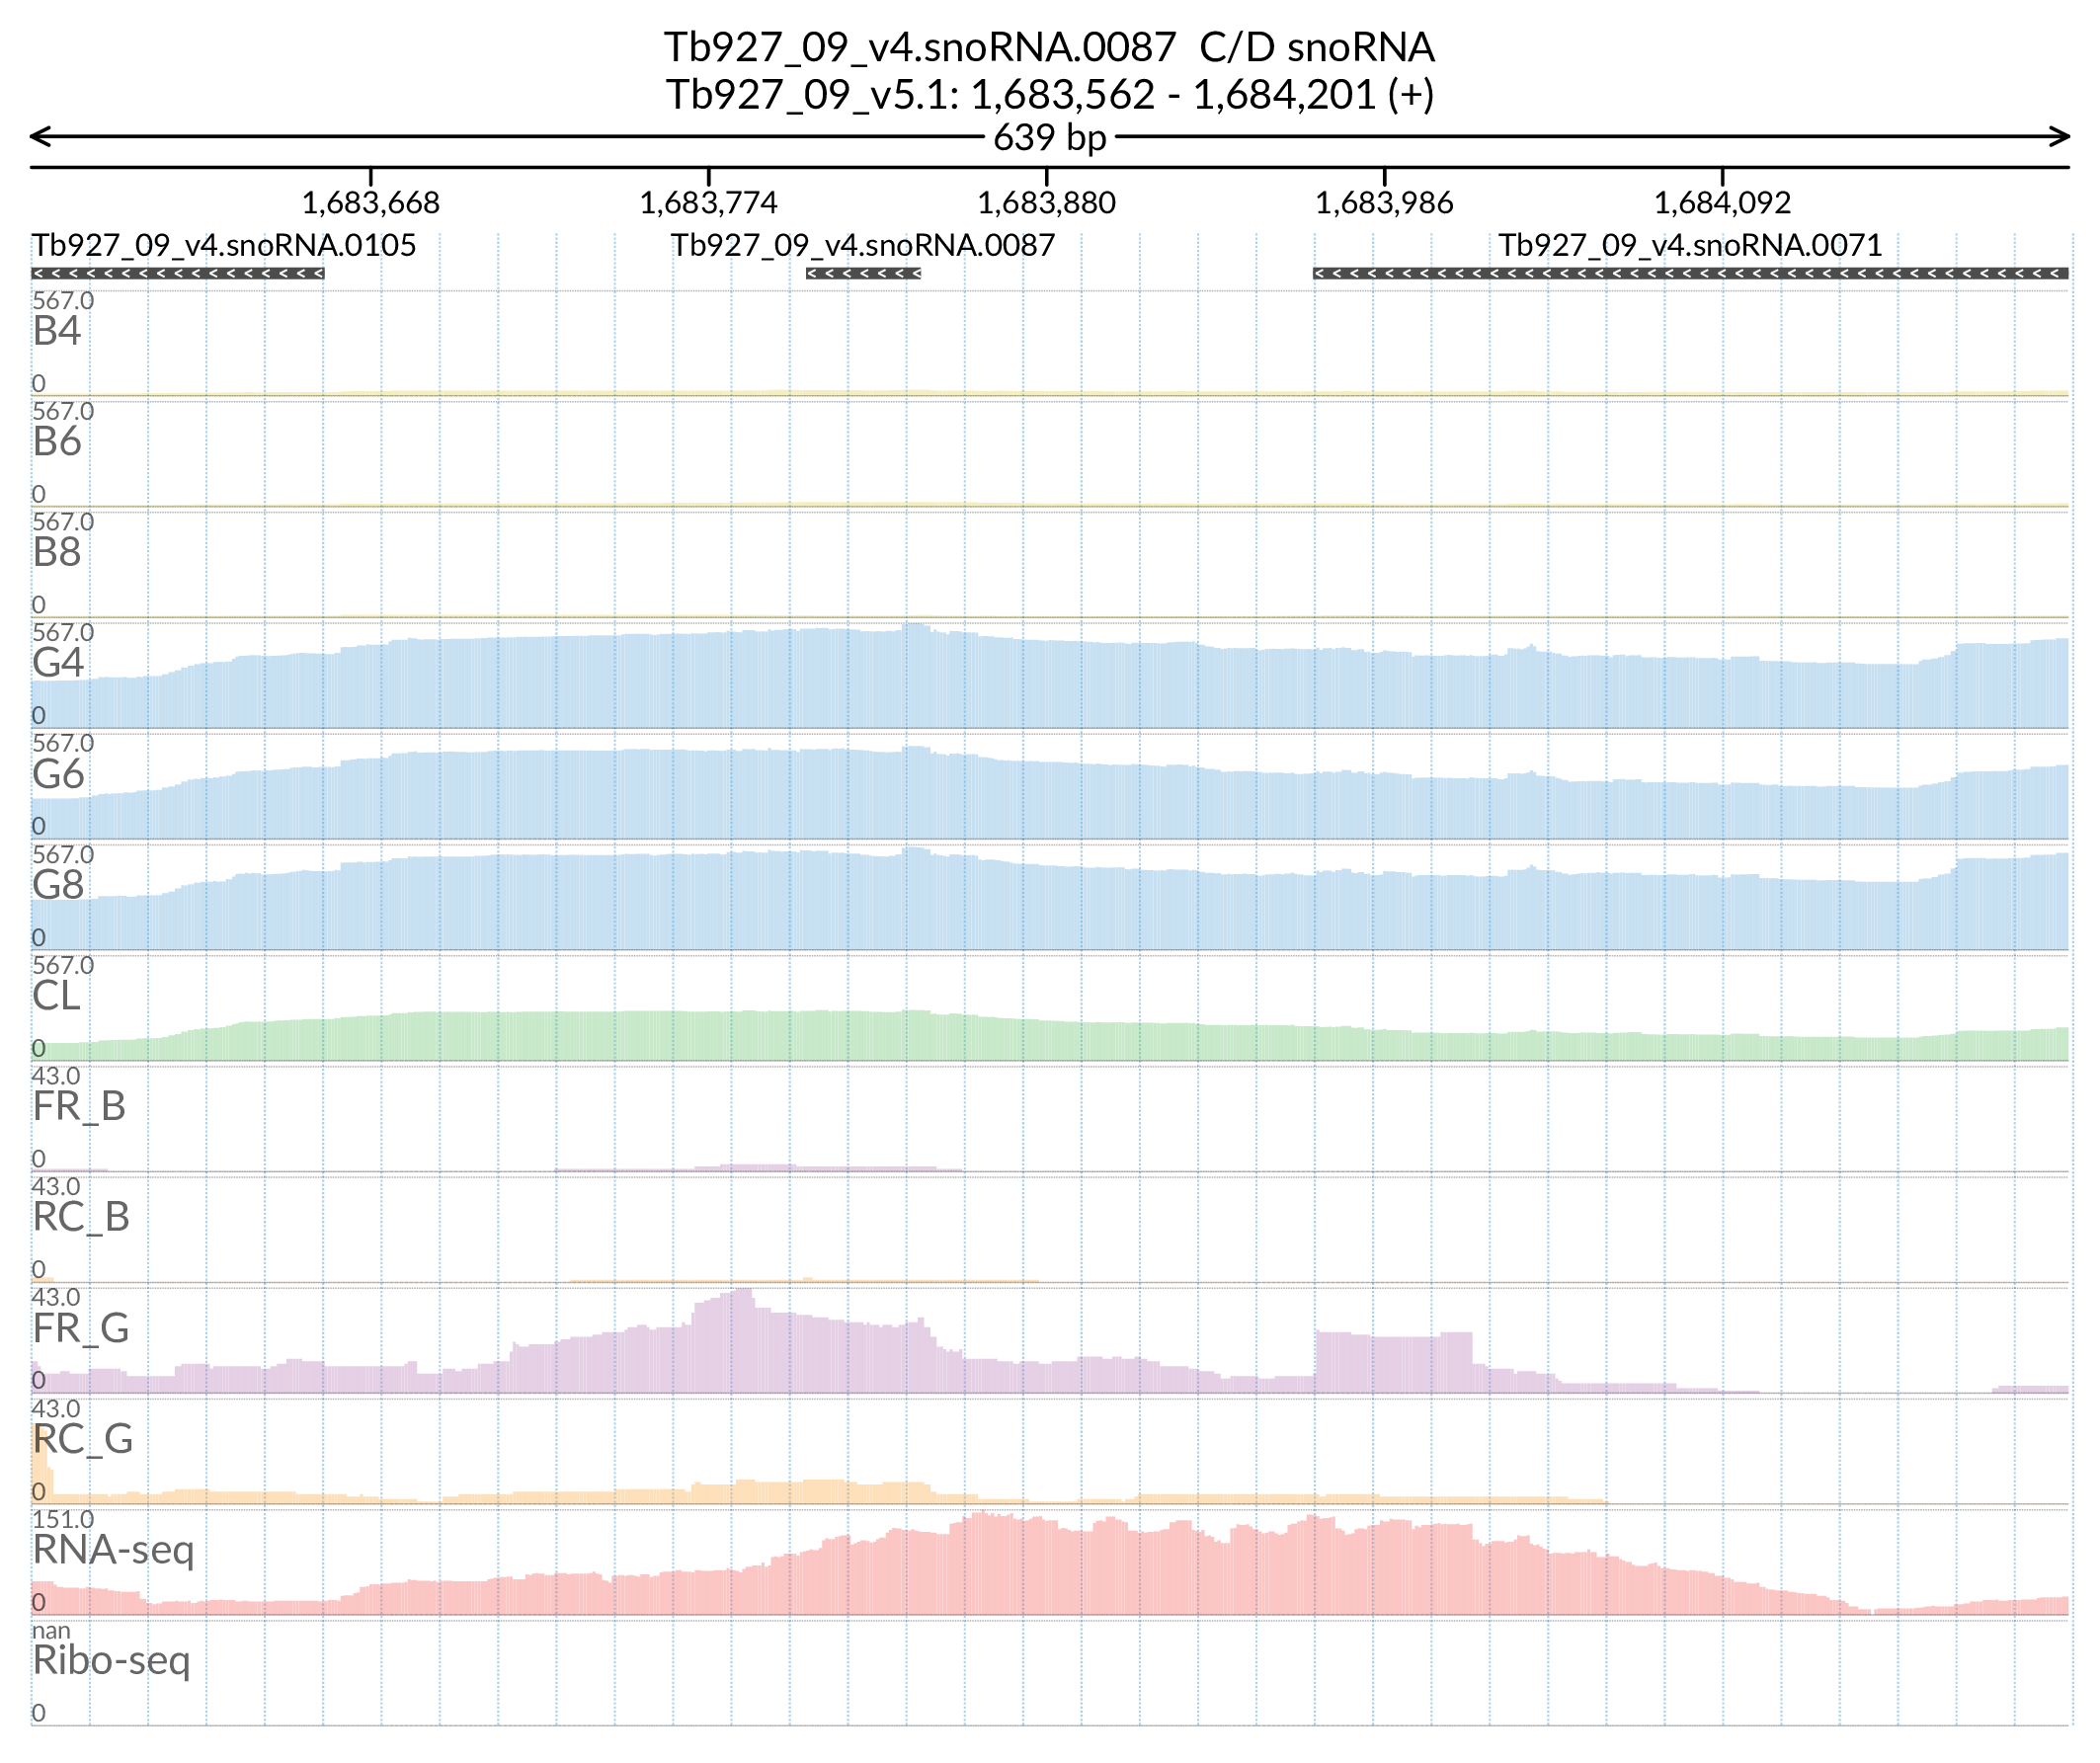 Tb927_09_v4.snoRNA.0087 C/D snoRNA
Tb927_09_v5.1: 1,683,562 - 1,684,201 (+)
639 bp
1,683,668 1,683,774 1,683,880 1,683,986 1,684,092
Tb927_09_v4.snoRNA.0105 Tb927_09_v4.snoRNA.0087 Tb927_09_v4.snoRNA.0071
567.0
B4
0
567.0
B6
0
567.0
B8
0
567.0
G4
0
567.0
G6
0
567.0
G8
0
567.0
CL
0
43.0
FR_B
0
43.0
RC_B
0
43.0
FR_G
0
43.0
RC_G
0
151.0
RNA-seq
0
nan
Ribo-seq
0